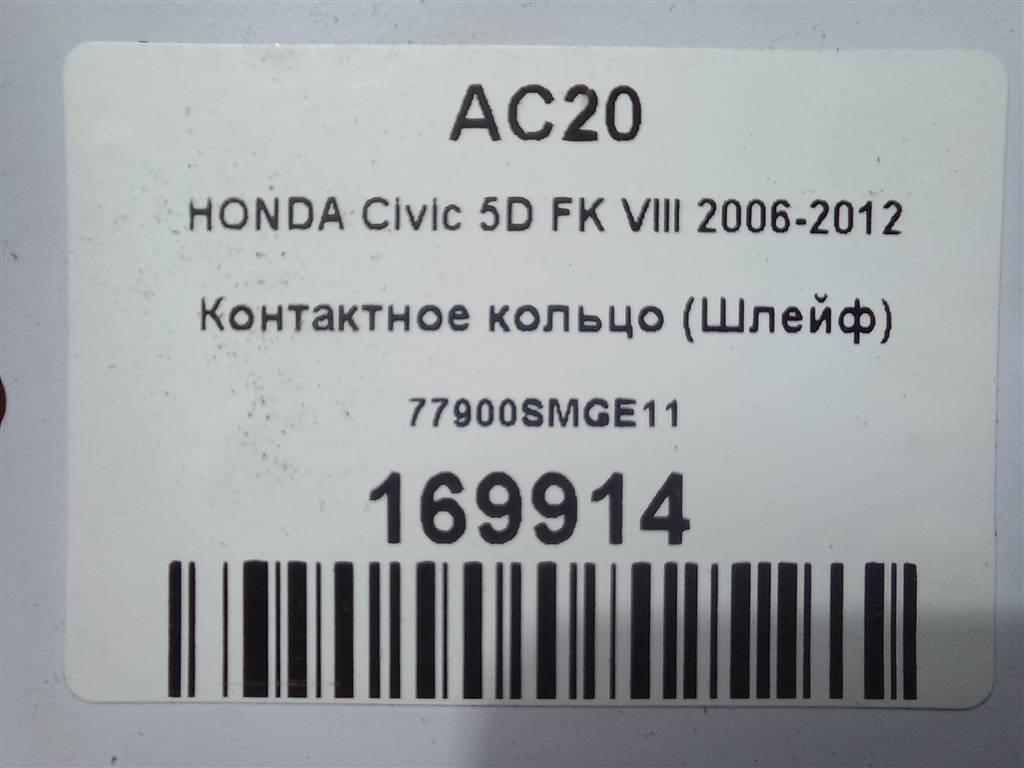 AC20
HONDA Civic 5D FK VIII 2006-2012
Контактное кольцо (Шлейф)
77900SMGE11
169914